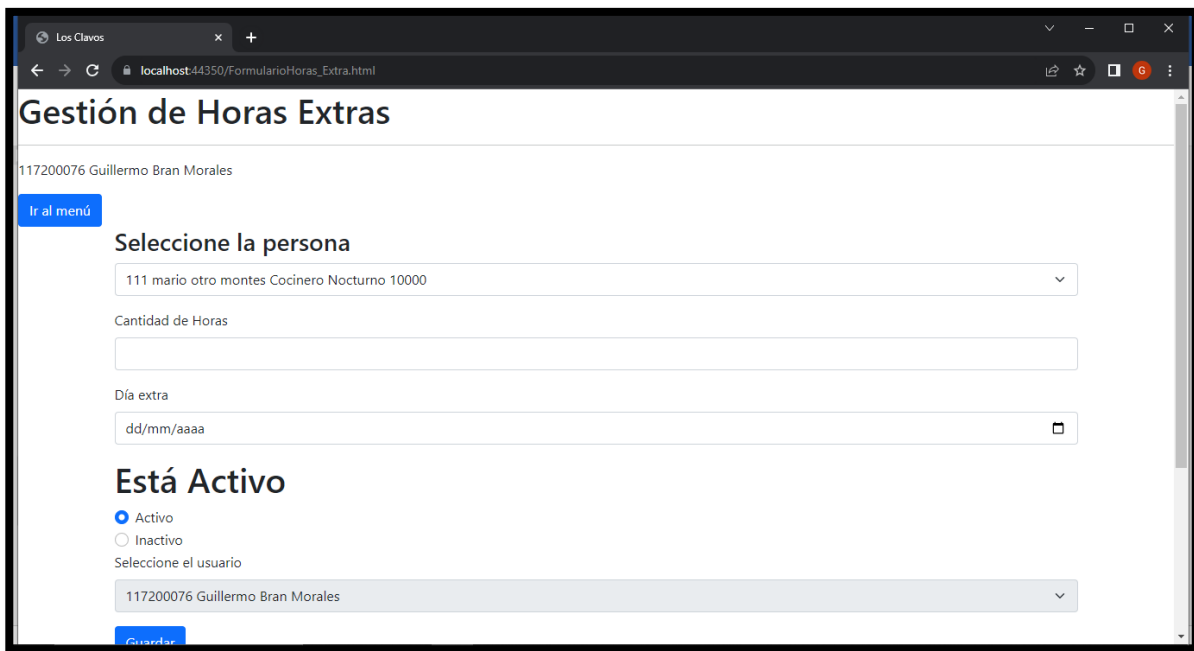 Los Clavos
localhost:44350/FormularioHoras_Extra.html
G
Gestión de Horas Extras
117200076 Guillermo Bran Morales
Ir al menú
Seleccione la persona
111 mario otro montes Cocinero Nocturno 10000
Cantidad de Horas
Día extra
dd/mm/aaaa
Está Activo
Activo
Inactivo
Seleccione el usuario
117200076 Guillermo Bran Morales
Guardar